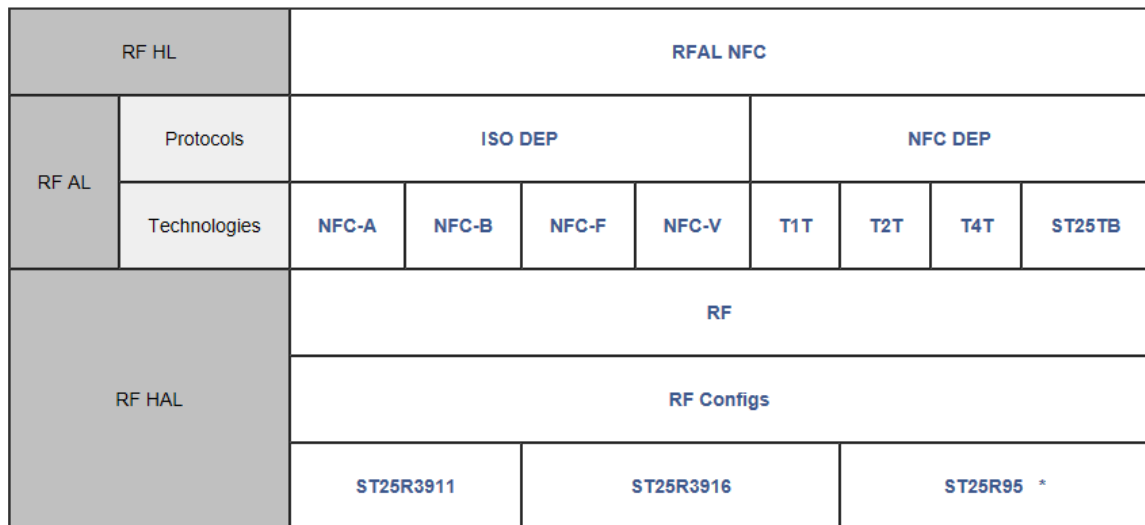 RF HL
RFAL NFC
RF AL
Protocols
ISO DEP
NFC DEP
Technologies
NFC-A
NFC-B
NFC-F
NFC-V
T1T
T2T
T4T
ST25TB
RF HAL
RF
RF Configs
ST25R3911
ST25R3916
ST25R95 *